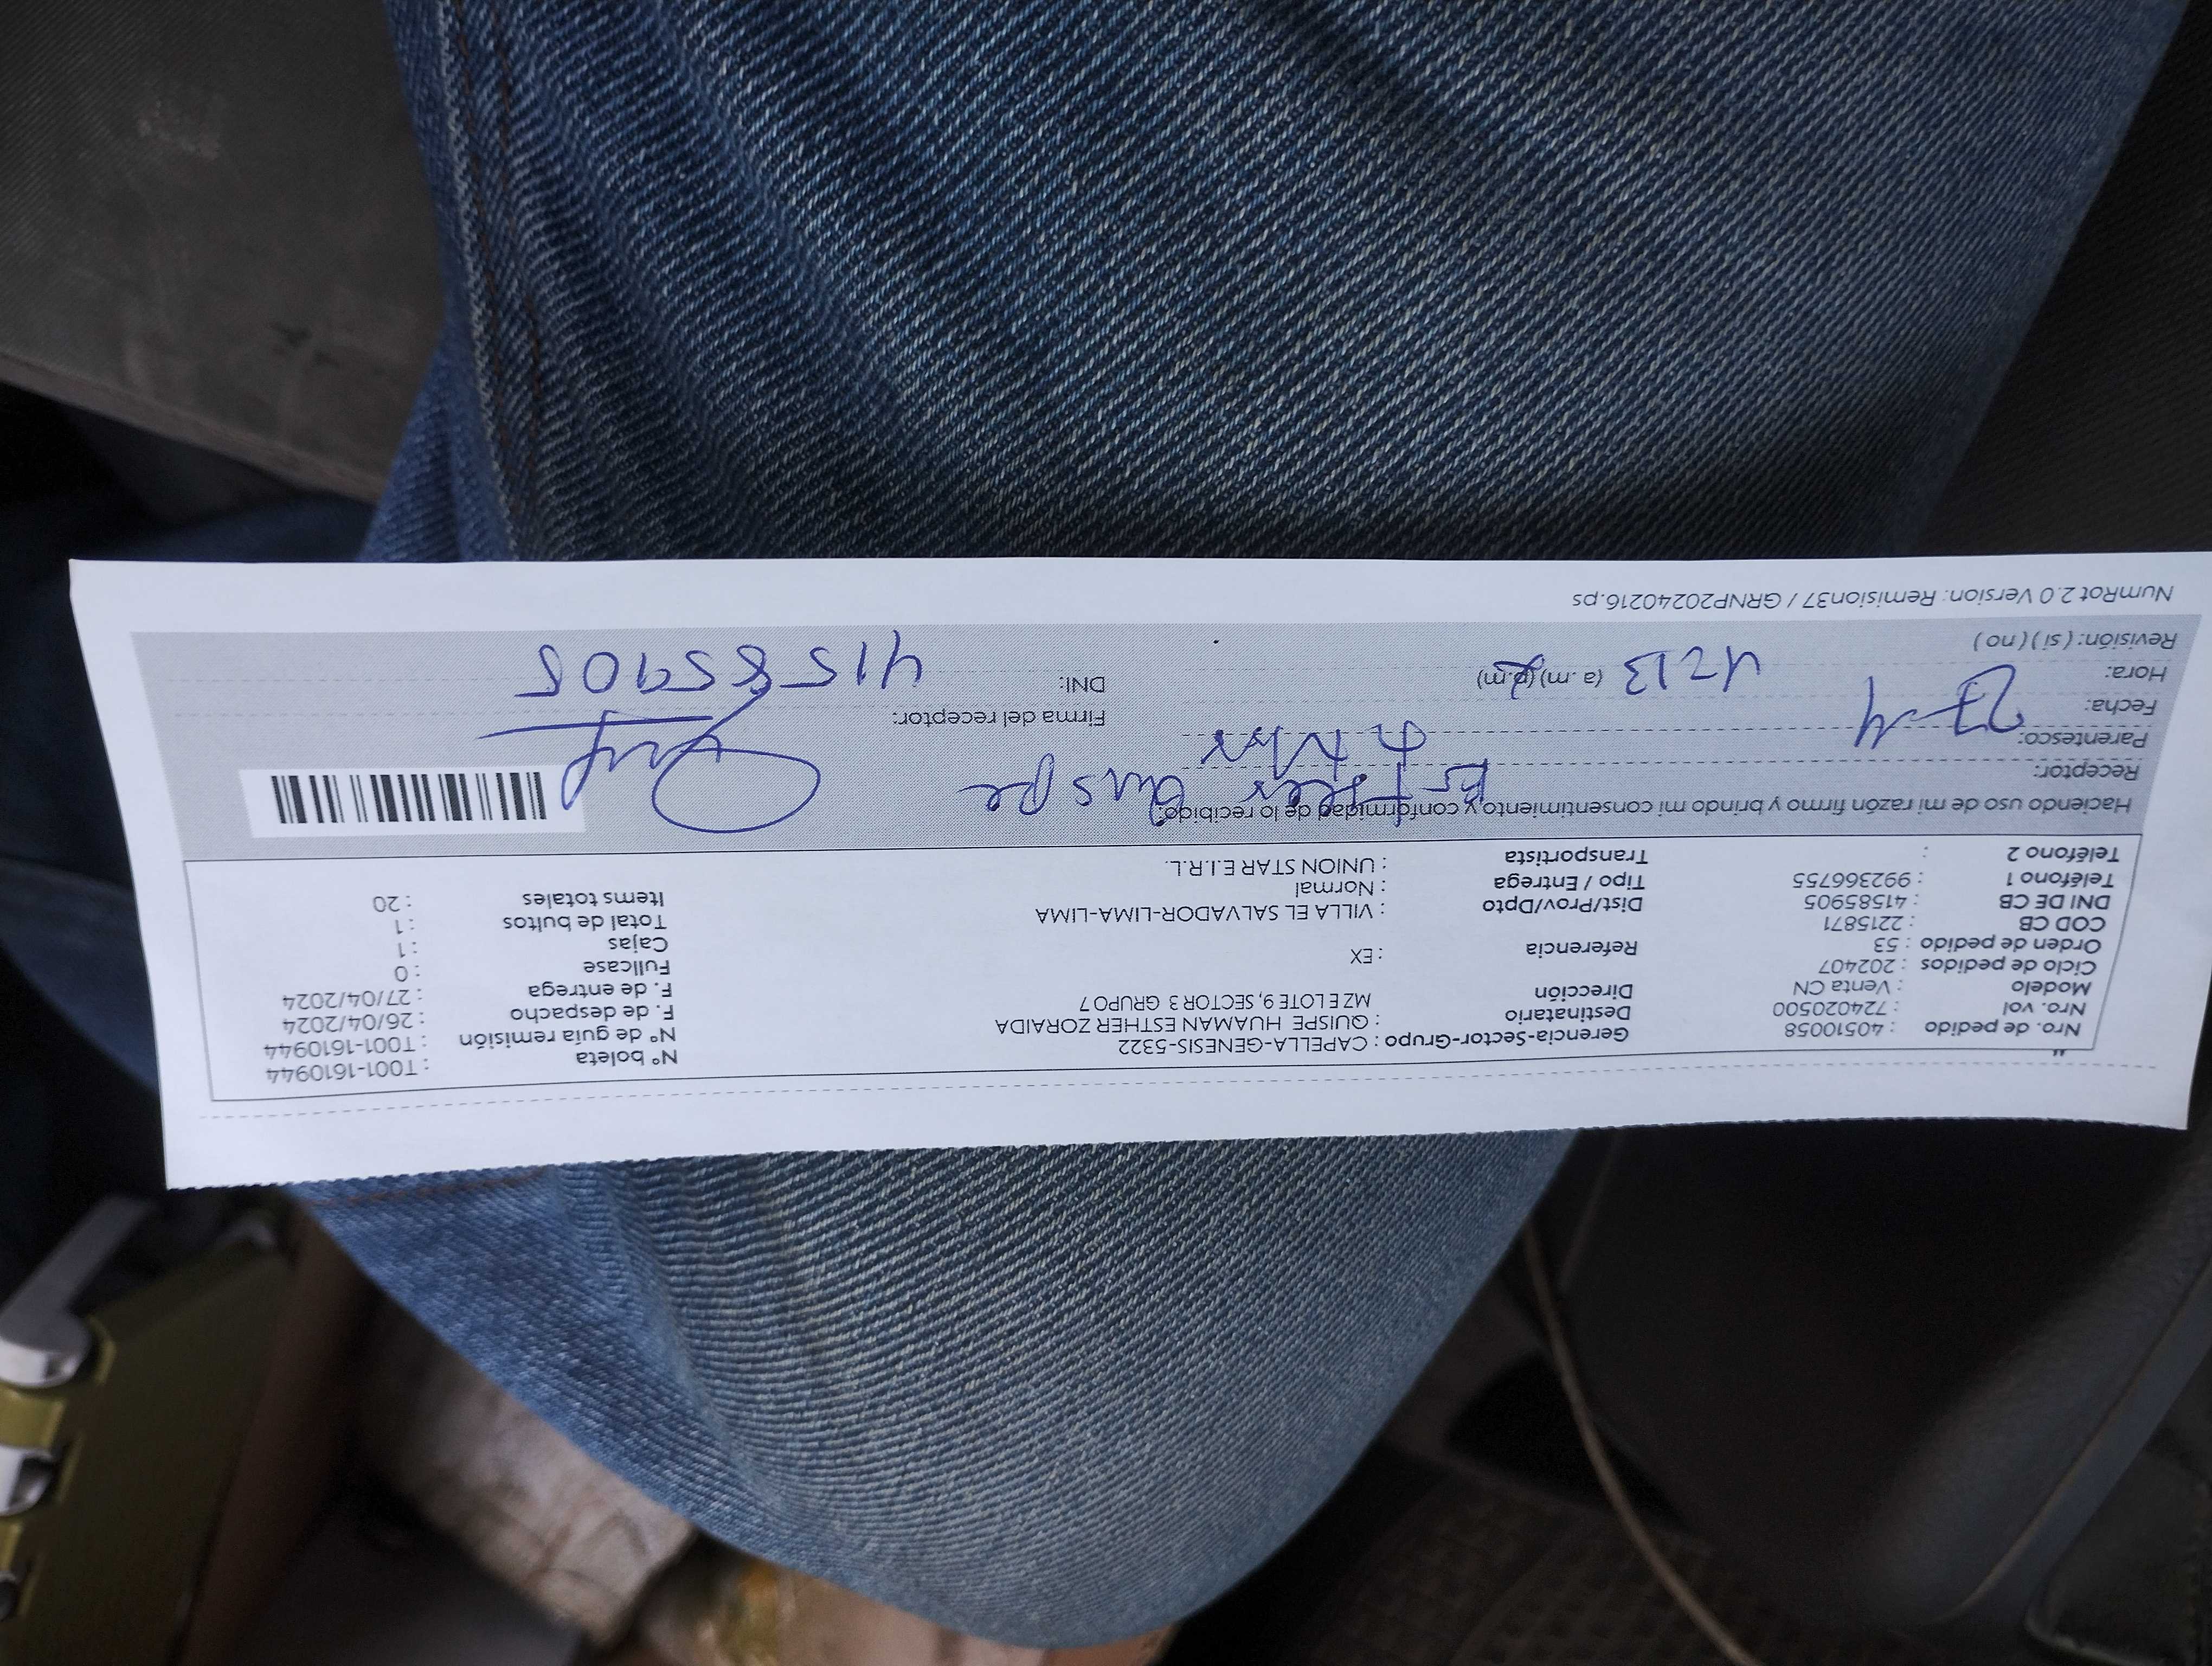 Nro. de pedido : 40510058 Gerencia-Sector-Grupo : CAPELLA-GENESIS-5322 N° boleta : T001-1610944
Nro. vol : 724020500 Destinatario : QUISPE HUAMAN ESTHER ZORAIDA N° de guía remisión : T001-1610944
Modelo : Venta CN Dirección MZ E LOTE 9, SECTOR 3 GRUPO 7 F. de despacho : 26/04/2024
Ciclo de pedidos : 202407 F. de entrega : 27/04/2024
Orden de pedido : 53 Referencia : EX Fullcase : 0
COD CB : 2215871 Cajas : 1
DNI DE CB : 41585905 Dist/Prov/Dpto : VILLA EL SALVADOR-LIMA-LIMA Total de bultos : 1
Teléfono 1 : 992366755 Tipo / Entrega : Normal Items totales : 20
Teléfono 2 : Transportista : UNION STAR E.I.R.L.
Haciendo uso de mi razón firmo y brindo mi consentimiento y conformidad de lo recibido.
Receptor: Esther Quispe
Parentesco:
Fecha: 27-4 Firma del receptor:
Hora: (a.m) (p.m) DNI: 41585905
Revisión: ( si ) ( no )
NumRot 2.0 Version: Remision37 / GRNP20240216.ps